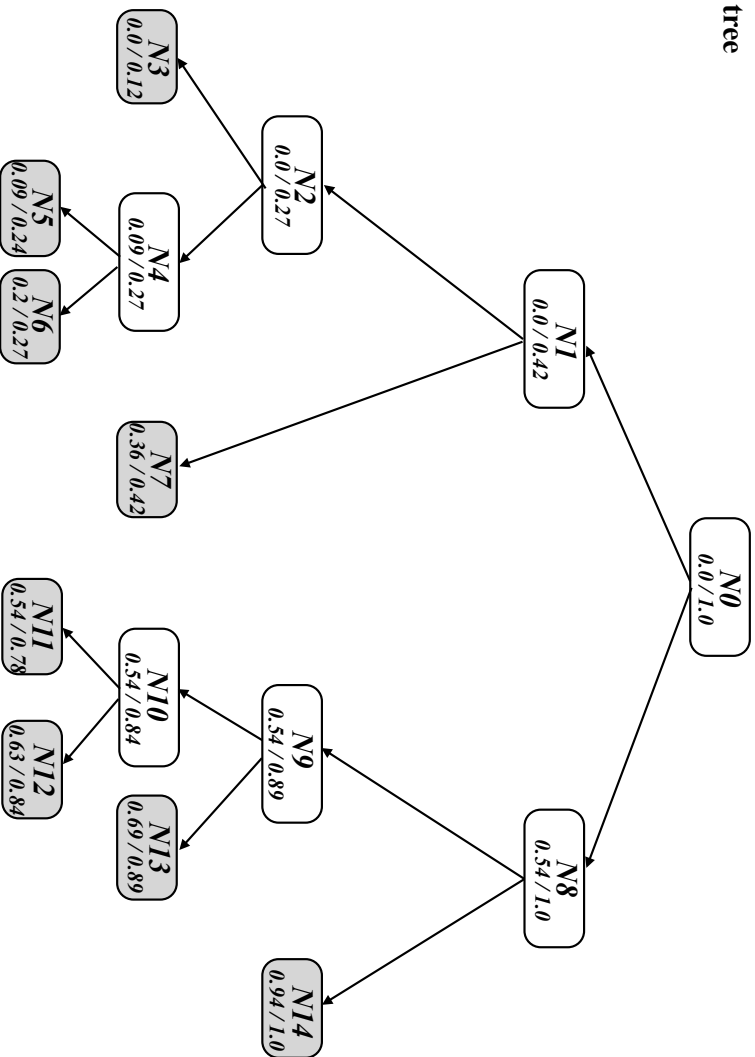 tree
N0
0.0 / 1.0
N1
0.0 / 0.42
N8
0.54 / 1.0
N2
0.0 / 0.27
N9
0.54 / 0.89
N14
0.94 / 1.0
N3
0.0 / 0.12
N4
0.09 / 0.27
N7
0.36 / 0.42
N10
0.54 / 0.84
N13
0.69 / 0.89
N5
0.09 / 0.24
N6
0.2 / 0.27
N11
0.54 / 0.78
N12
0.63 / 0.84